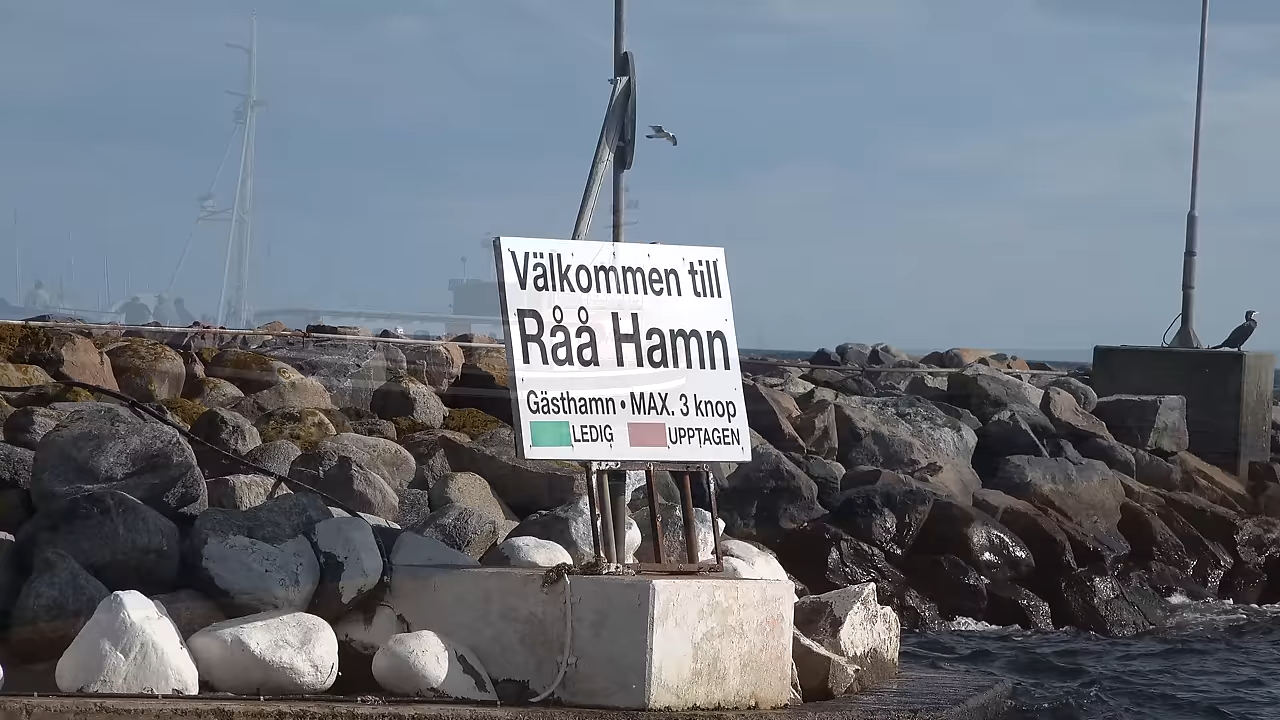 Välkommen till
Råå Hamn
Gästhamn • MAX. 3 knop
LEDIG UPPTAGEN